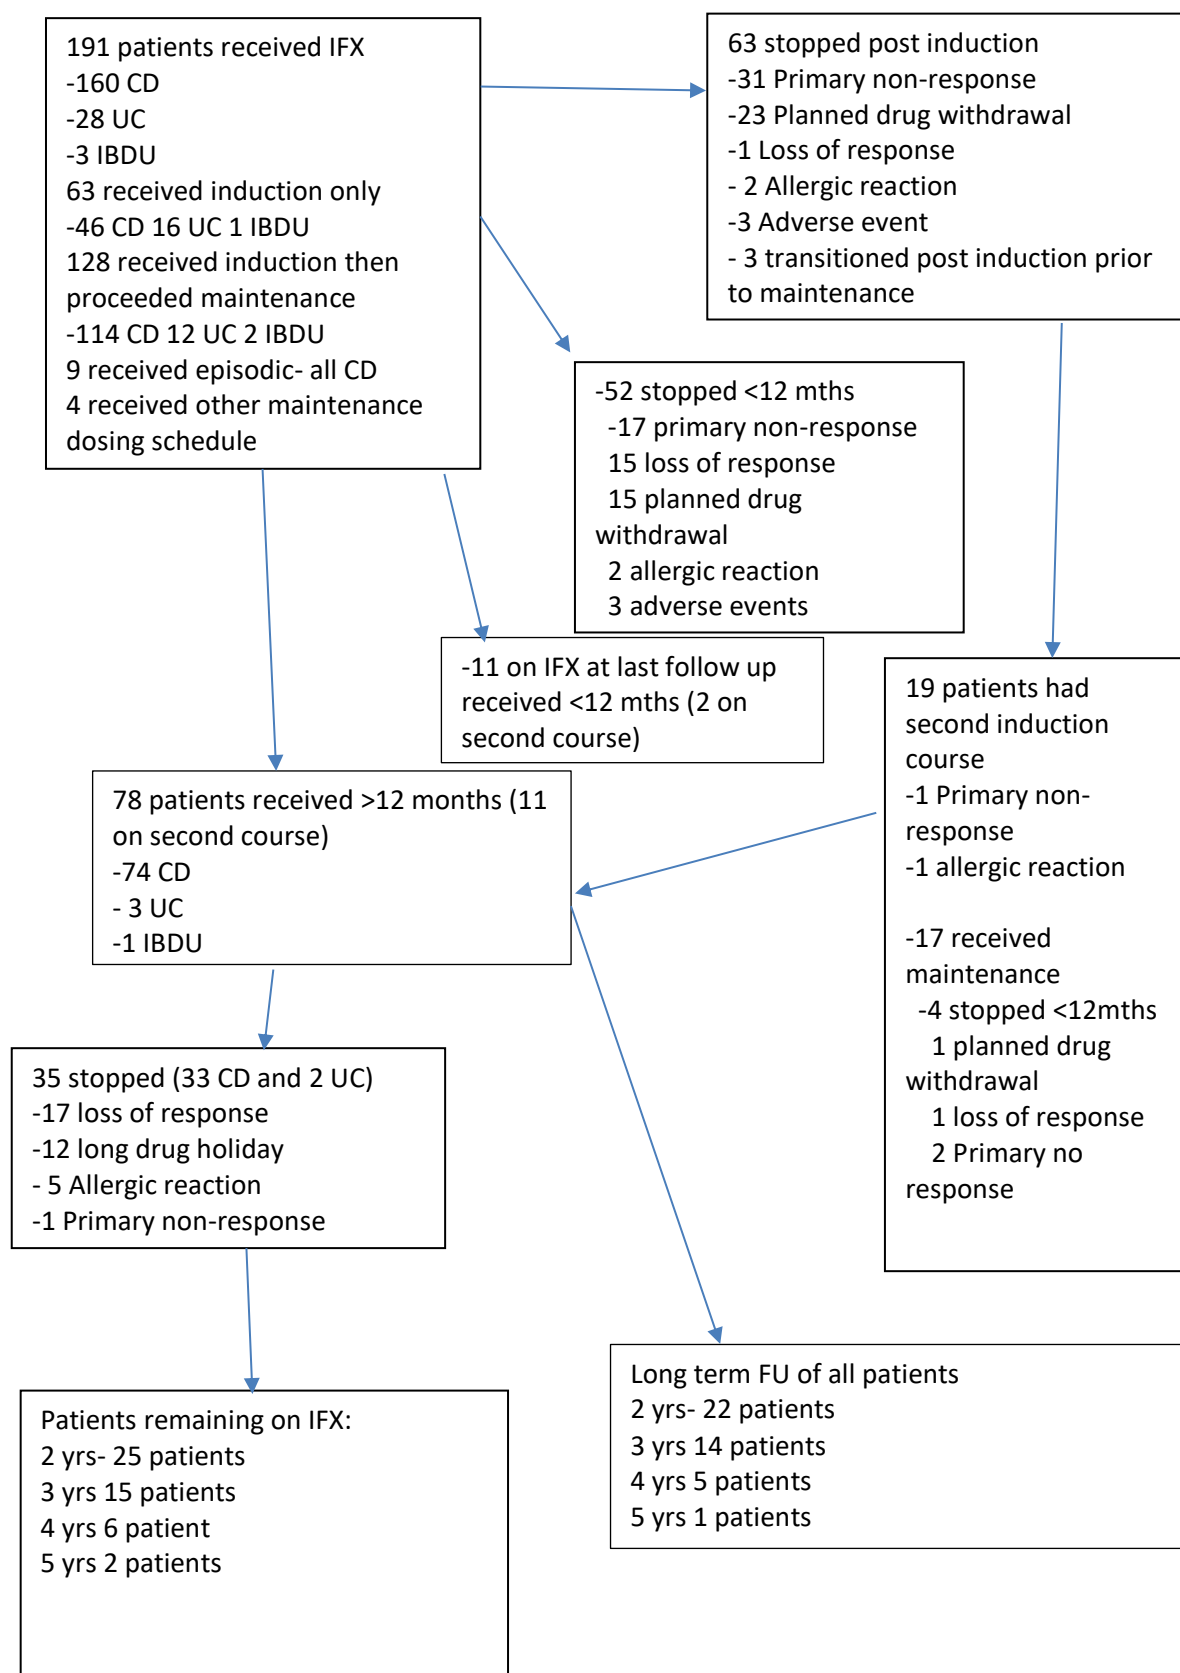 191 patients received IFX
-160 CD
-28 UC
-3 IBDU
63 received induction only
-46 CD 16 UC 1 IBDU
128 received induction then
proceeded maintenance
-114 CD 12 UC 2 IBDU
9 received episodic- all CD
4 received other maintenance
dosing schedule
63 stopped post induction
-31 Primary non-response
-23 Planned drug withdrawal
-1 Loss of response
- 2 Allergic reaction
-3 Adverse event
- 3 transitioned post induction prior
to maintenance
-52 stopped <12 mths
-17 primary non-response
15 loss of response
15 planned drug
withdrawal
2 allergic reaction
3 adverse events
-11 on IFX at last follow up
received <12 mths (2 on
second course)
19 patients had
second induction
course
-1 Primary non-
response
-1 allergic reaction
-17 received
maintenance
-4 stopped <12mths
1 planned drug
withdrawal
1 loss of response
2 Primary no
response
78 patients received >12 months (11
on second course)
-74 CD
- 3 UC
-1 IBDU
35 stopped (33 CD and 2 UC)
-17 loss of response
-12 long drug holiday
- 5 Allergic reaction
-1 Primary non-response
Long term FU of all patients
2 yrs- 22 patients
3 yrs 14 patients
4 yrs 5 patients
5 yrs 1 patients
Patients remaining on IFX:
2 yrs- 25 patients
3 yrs 15 patients
4 yrs 6 patient
5 yrs 2 patients